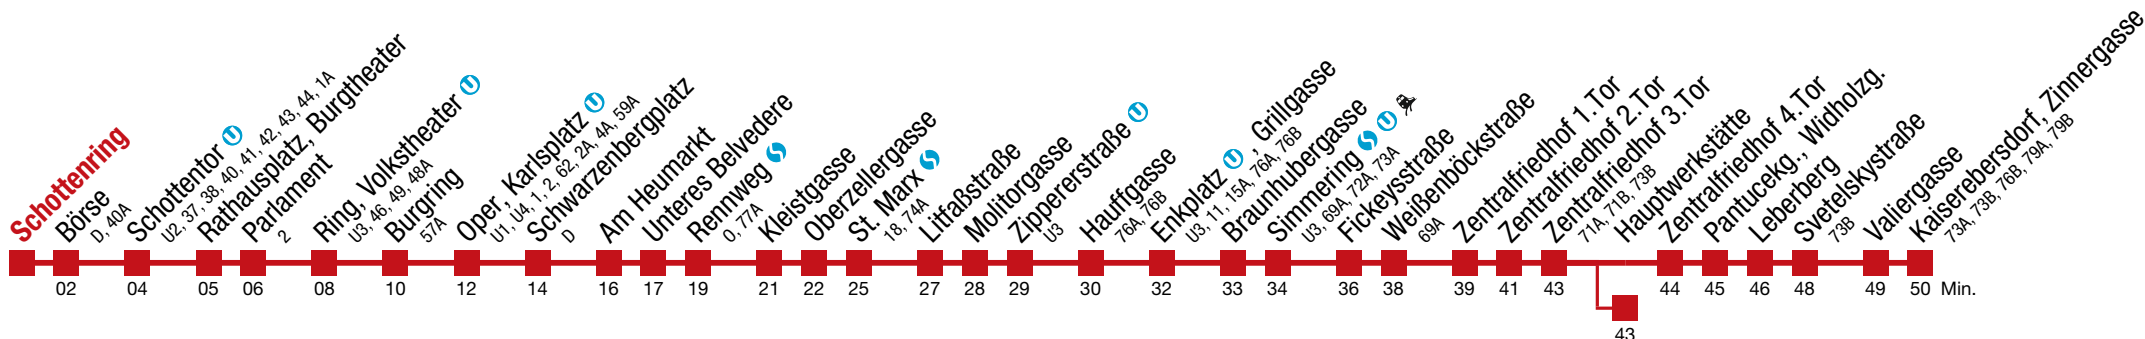 Schottenring
Börse
D, 40A
Schottentor U
U2, 37, 38, 40, 41, 42, 43, 44, 1A
Rathausplatz, Burgtheater
Parlament
2
Ring, Volkstheater U
U3, 46, 49, 48A
Burgring
57A
Oper, Karlsplatz U
U1, U4, 1, 2, 62, 2A, 4A, 59A
Schwarzenbergplatz
D
Am Heumarkt
Unteres Belvedere
Rennweg
O, 77A
Kleistgasse
Oberzellergasse
St. Marx
18, 74A
Litfaßstraße
Molitorgasse
Zippererstraße U
U3
Hauffgasse
76A, 76B
Enkplatz U, Grillgasse
U3, 11, 15A, 76A, 76B
Braunhubergasse
Simmering U
U3, 69A, 72A, 73A
Fickeysstraße
Weißenböckstraße
69A
Zentralfriedhof 1. Tor
Zentralfriedhof 2. Tor
Zentralfriedhof 3. Tor
71A, 71B, 73B
Hauptwerkstätte
Zentralfriedhof 4. Tor
Pantucekg., Widholzg.
Leberberg
Svetelskystraße
73B
Valiergasse
Kaiserebersdorf, Zinnergasse
73A, 73B, 76B, 79A, 79B
02 04 05 06 08 10 12 14 16 17 19 21 22 25 27 28 29 30 32 33 34 36 38 39 41 43 44 45 46 48 49 50 Min.
43